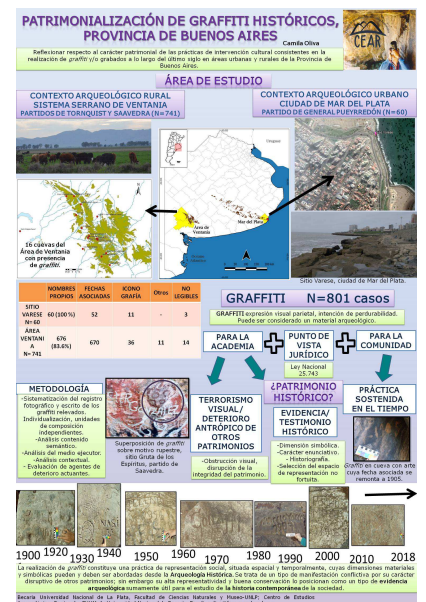 PATRIMONIALIZACIÓN DE GRAFFITI HISTÓRICOS,
PROVINCIA DE BUENOS AIRES
Camila Oliva
CEAR
Reflexionar respecto al carácter patrimonial de las prácticas de intervención cultural consistentes en la
realización de graffiti y/o grabados a lo largo del último siglo en áreas urbanas y rurales de la Provincia de
Buenos Aires.
ÁREA DE ESTUDIO
CONTEXTO ARQUEOLÓGICO RURAL
SISTEMA SERRANO DE VENTANIA
PARTIDOS DE TORNQUIST Y SAAVEDRA (N=741)
CONTEXTO ARQUEOLÓGICO URBANO
CIUDAD DE MAR DEL PLATA
PARTIDO DE GENERAL PUEYRREDÓN (N=60)
16 cuevas del
Área de Ventania
con presencia
de graffiti.
Área de
Ventania
Mar del Plata
Sitio Varese, ciudad de Mar del Plata.
NOMBRES PROPIOS FECHAS ASOCIADAS ICONO GRAFÍA Otros NO LEGIBLES
SITIO VARESE N= 60 60 (100 %) 52 11 - 3
ÁREA VENTANI A N= 741 676 (83.6%) 670 36 11 14
GRAFFITI N=801 casos
GRAFFITI expresión visual parietal, intención de perdurabilidad.
Puede ser considerado un material arqueológico.
PARA LA
ACADEMIA
PUNTO DE
VISTA
JURÍDICO
PARA LA
COMUNIDAD
Ley Nacional
25.743
METODOLOGÍA
-Sistematización del registro
fotográfico y escrito de los
graffiti relevados.
Individualización, unidades
de composición
independientes.
-Análisis contenido
semántico.
-Análisis del medio ejecutor.
-Análisis contextual.
- Evaluación de agentes de
deterioro actuantes.
Superposición de graffiti
sobre motivo rupestre,
sitio Gruta de los
Espíritus, partido de
Saavedra.
TERRORISMO
VISUAL /
DETERIORO
ANTRÓPICO DE
OTROS
PATRIMONIOS
-Obstrucción visual,
disrupción de la
integridad del patrimonio.
¿PATRIMONIO
HISTÓRICO?
EVIDENCIA/
TESTIMONIO
HISTÓRICO
-Dimensión simbólica.
-Carácter enunciativo.
- Historiografía.
-Selección del espacio
de representación no
fortuita.
PRÁCTICA
SOSTENIDA
EN EL TIEMPO
Graffiti en cueva con arte
cuya fecha asociada se
remonta a 1905.
1900 1920 1930 1940 1950 1960 1970 1980 1990 2000 2010 2018
La realización de graffiti constituye una práctica de representación social, situada espacial y temporalmente, cuyas dimensiones materiales
y simbólicas pueden y deben ser abordadas desde la Arqueología Histórica. Se trata de un tipo de manifestación conflictiva por su carácter
disruptivo de otros patrimonios; sin embargo su alta representatividad y buena conservación lo posicionan como un tipo de evidencia
arqueológica sumamente útil para el estudio de la historia contemporánea de la sociedad.
Becaria Universidad Nacional de La Plata, Facultad de Ciencias Naturales y Museo-UNLP; Centro de Estudios